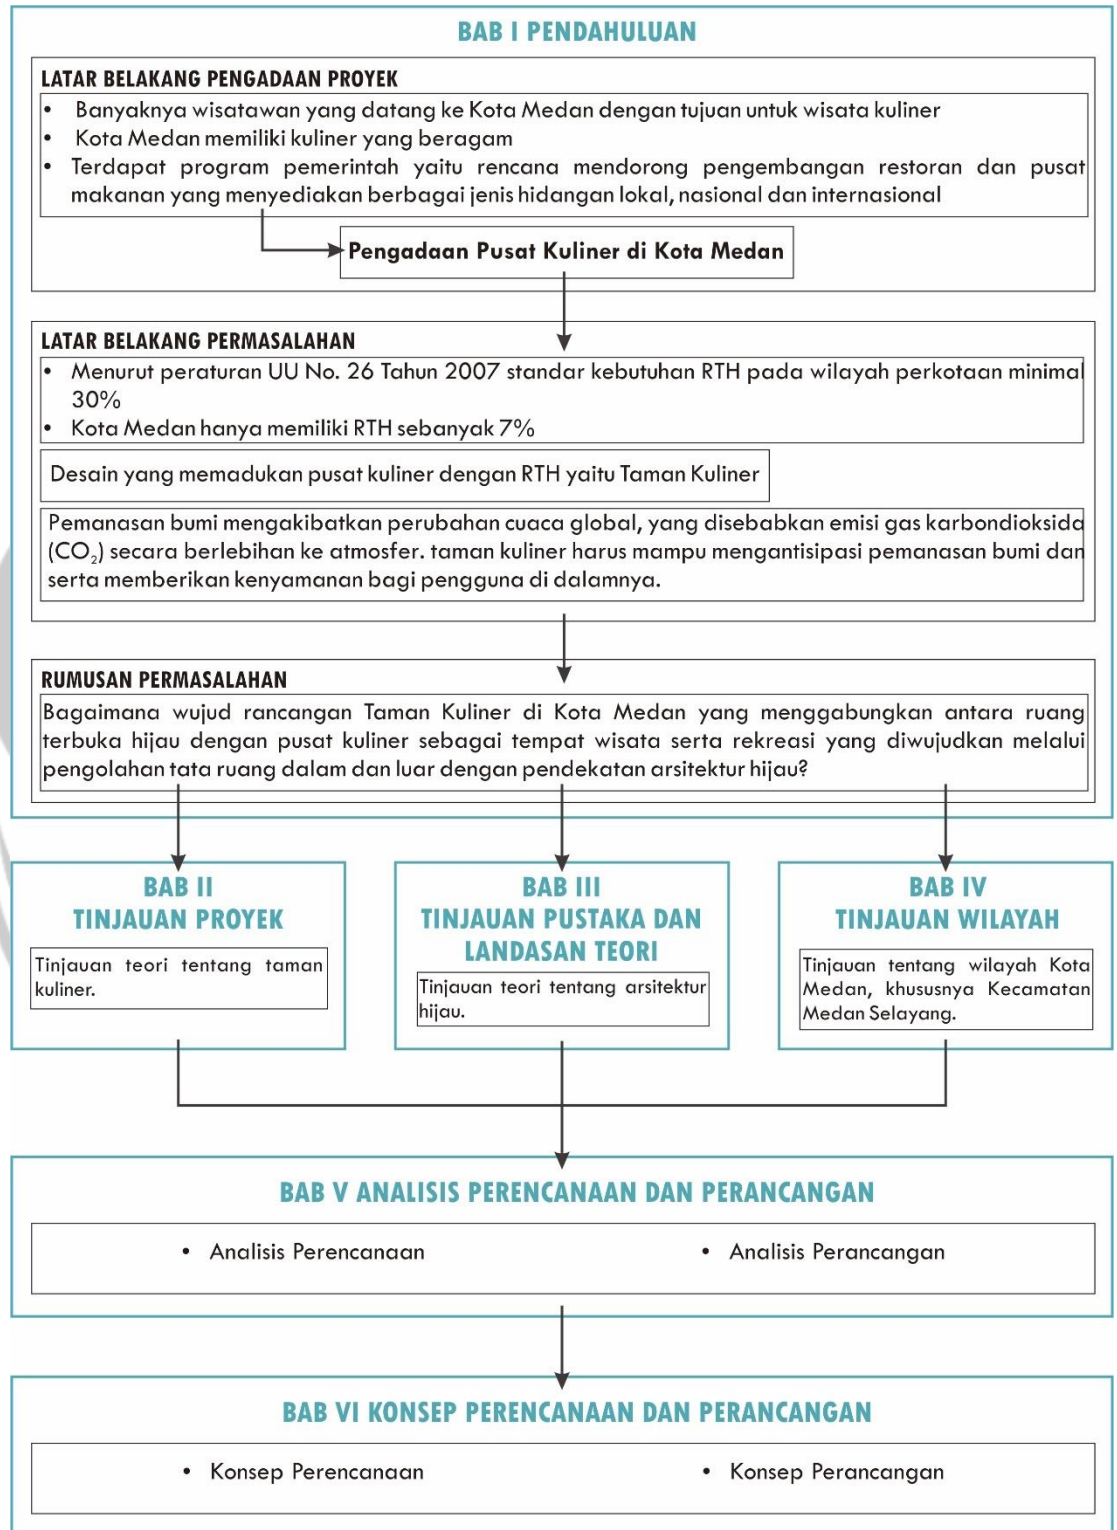 BAB I PENDAHULUAN
LATAR BELAKANG PENGADAAN PROYEK
• Banyaknya wisatawan yang datang ke Kota Medan dengan tujuan untuk wisata kuliner
• Kota Medan memiliki kuliner yang beragam
• Terdapat program pemerintah yaitu rencana mendorong pengembangan restoran dan pusat
makanan yang menyediakan berbagai jenis hidangan lokal, nasional dan internasional
Pengadaan Pusat Kuliner di Kota Medan
LATAR BELAKANG PERMASALAHAN
• Menurut peraturan UU No. 26 Tahun 2007 standar kebutuhan RTH pada wilayah perkotaan minimal
30%
• Kota Medan hanya memiliki RTH sebanyak 7%
Desain yang memadukan pusat kuliner dengan RTH yaitu Taman Kuliner
Pemanasan bumi mengakibatkan perubahan cuaca global, yang disebabkan emisi gas karbondioksida
(CO₂) secara berlebihan ke atmosfer. taman kuliner harus mampu mengantisipasi pemanasan bumi dan
serta memberikan kenyamanan bagi pengguna di dalamnya.
RUMUSAN PERMASALAHAN
Bagaimana wujud rancangan Taman Kuliner di Kota Medan yang menggabungkan antara ruang
terbuka hijau dengan pusat kuliner sebagai tempat wisata serta rekreasi yang diwujudkan melalui
pengolahan tata ruang dalam dan luar dengan pendekatan arsitektur hijau?
BAB II
TINJAUAN PROYEK
Tinjauan teori tentang taman
kuliner.
BAB III
TINJAUAN PUSTAKA DAN
LANDASAN TEORI
Tinjauan teori tentang arsitektur
hijau.
BAB IV
TINJAUAN WILAYAH
Tinjauan tentang wilayah Kota
Medan, khususnya Kecamatan
Medan Selayang.
BAB V ANALISIS PERENCANAAN DAN PERANCANGAN
• Analisis Perencanaan • Analisis Perancangan
BAB VI KONSEP PERENCANAAN DAN PERANCANGAN
• Konsep Perencanaan • Konsep Perancangan